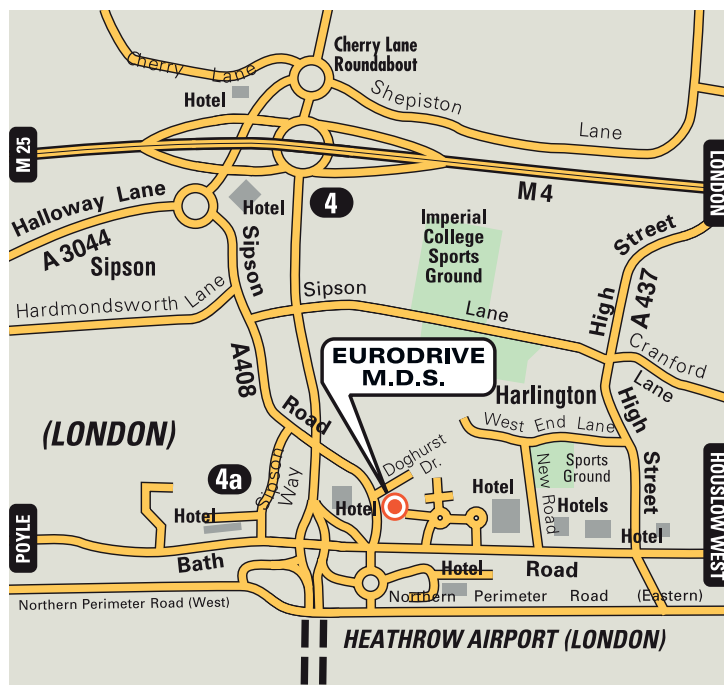 Cherry Lane
Roundabout
Cherry Lane
Hotel
Shepiston
Lane
M 25
LONDON
M 4
4
Halloway Lane
A 3044
Hotel
Sipson
Imperial
College
Sports
Ground
High Street
A 437
Sipson Road
A408
Hardmondsworth Lane
Sipson Lane
Cranford
Lane
EURODRIVE
M.D.S.
Harlington
High Street
(LONDON)
West End Lane
Doghurst
Dr.
4a
Sipson
Way
New Road
Sports
Ground
Hotel
Hotel
Hotel
Hotels
Hotel
POYLE
HOUSLOW WEST
Bath Road
Hotel
Northern Perimeter Road (West)
Northern Perimeter Road (Eastern)
HEATHROW AIRPORT (LONDON)